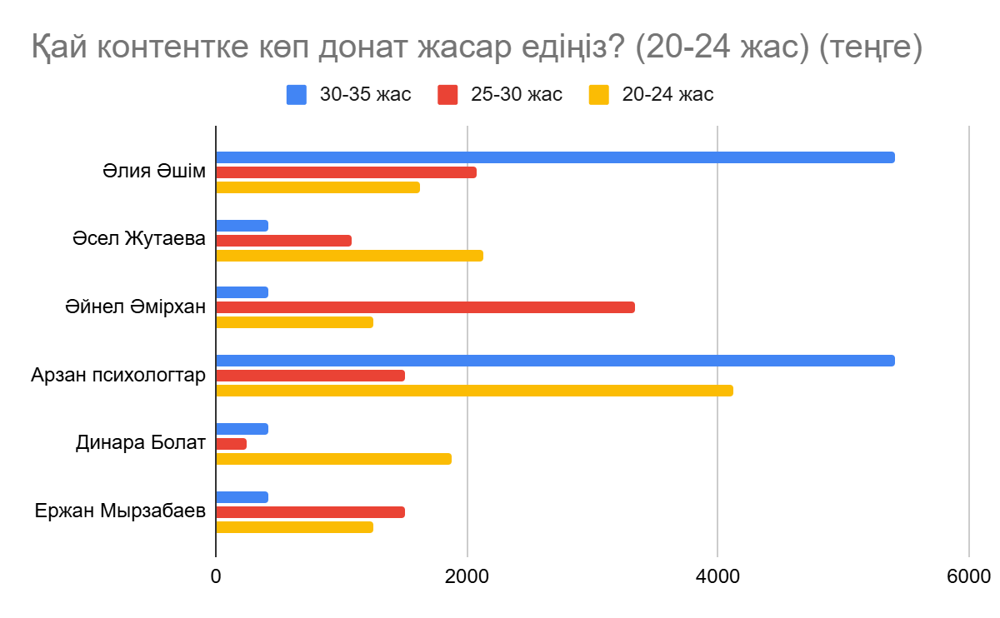 Қай контентке көп донат жасар едіңіз? (20-24 жас) (теңге)
30-35 жас 25-30 жас 20-24 жас
Әлия Әшім
Әсел Жутаева
Әйнел Әмірхан
Арзан психологтар
Динара Болат
Ержан Мырзабаев
0 2000 4000 6000